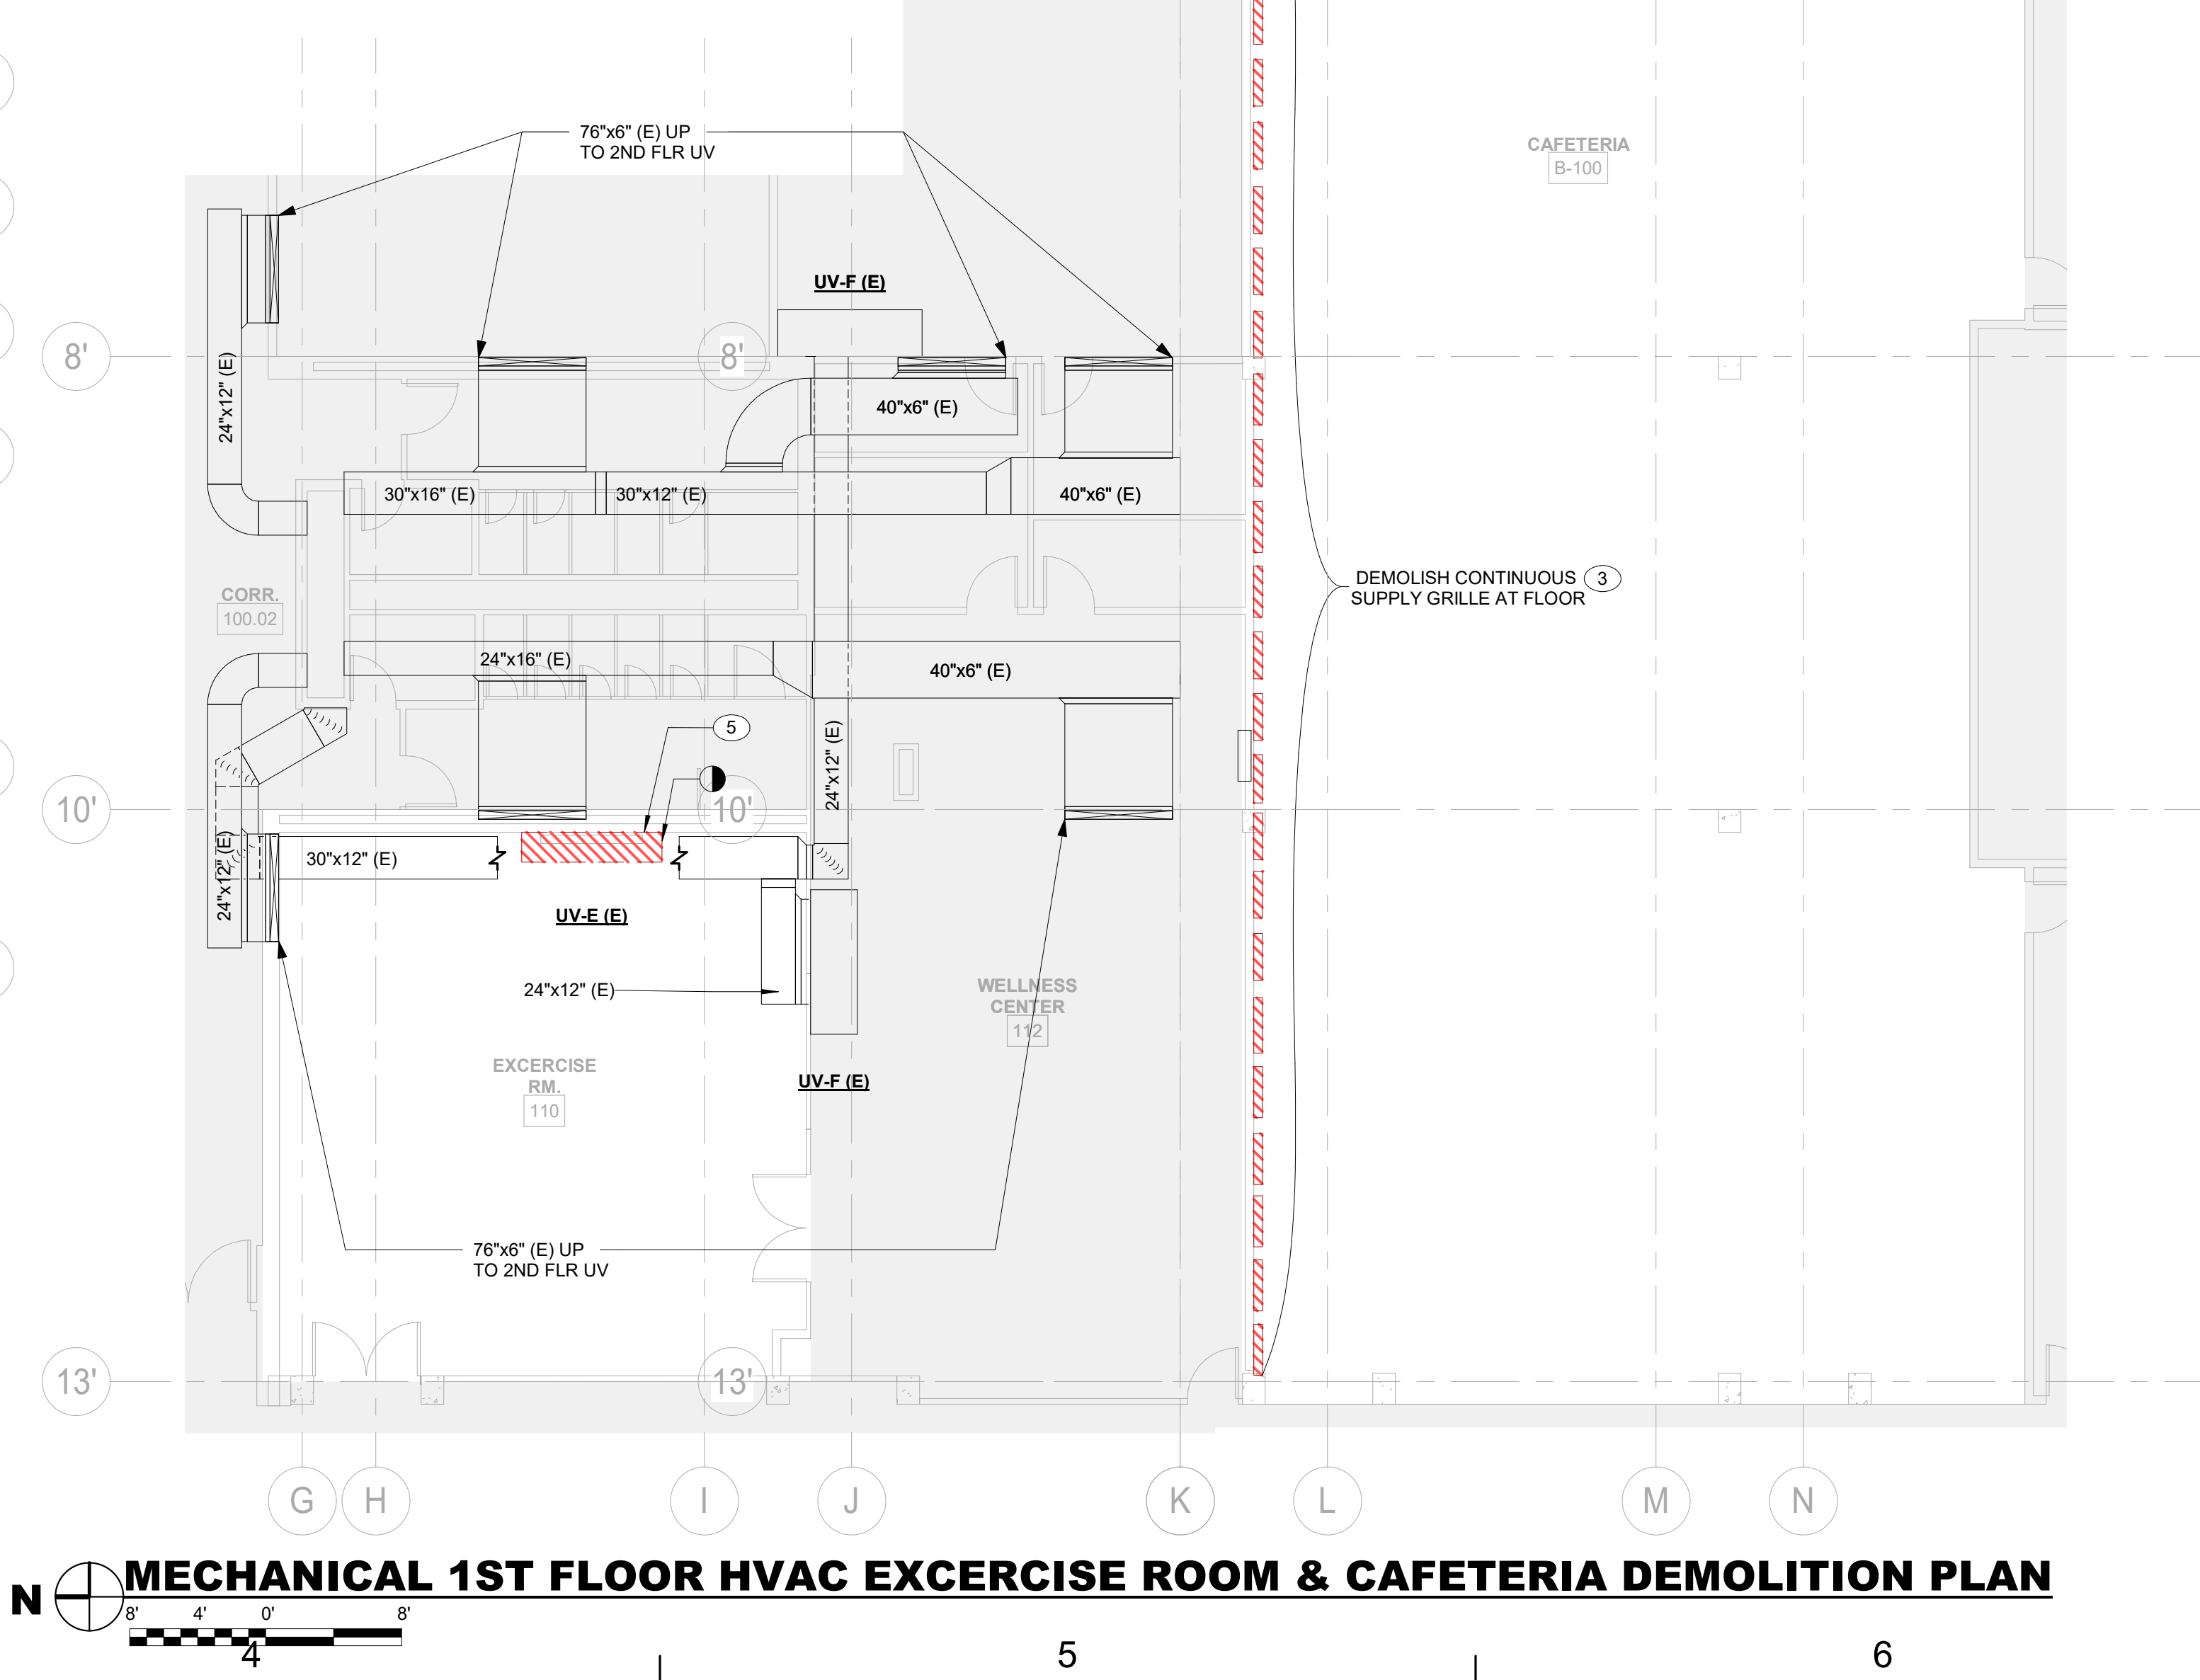 76"x6" (E) UP
TO 2ND FLR UV
CAFETERIA
B-100
UV-F (E)
8'
8'
24"x12" (E)
40"x6" (E)
30"x16" (E)
30"x12" (E)
40"x6" (E)
DEMOLISH CONTINUOUS 3
SUPPLY GRILLE AT FLOOR
CORR.
100.02
24"x16" (E)
40"x6" (E)
5
24"x12" (E)
10'
10'
24"x12" (E)
30"x12" (E)
UV-E (E)
24"x12" (E)
WELLNESS
CENTER
112
EXCERCISE
RM.
110
UV-F (E)
76"x6" (E) UP
TO 2ND FLR UV
13'
13'
G H I J K L M N
N MECHANICAL 1ST FLOOR HVAC EXCERCISE ROOM & CAFETERIA DEMOLITION PLAN
8' 4' 0' 8'
4 5 6